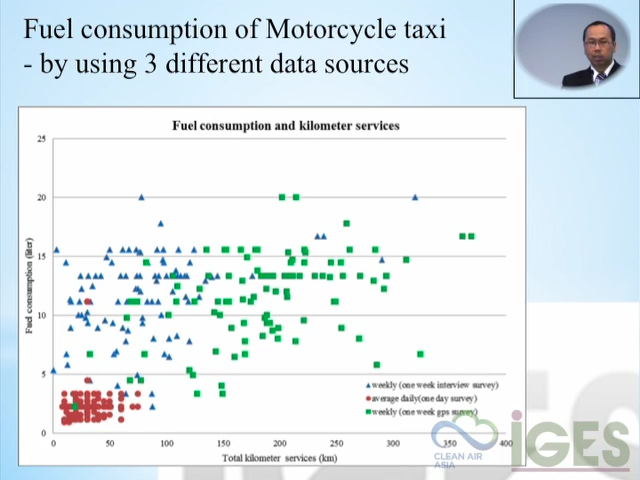 Fuel consumption of Motorcycle taxi
- by using 3 different data sources
Fuel consumption and kilometer services
25
20
15
10
5
0
Fuel consumption (liter)
0 50 100 150 200 250 300 350 400
Total kilometer services (km)
weekly (one week interview survey)
average daily(one day survey)
weekly (one week gps survey)
CLEAN AIR
ASIA
iGES